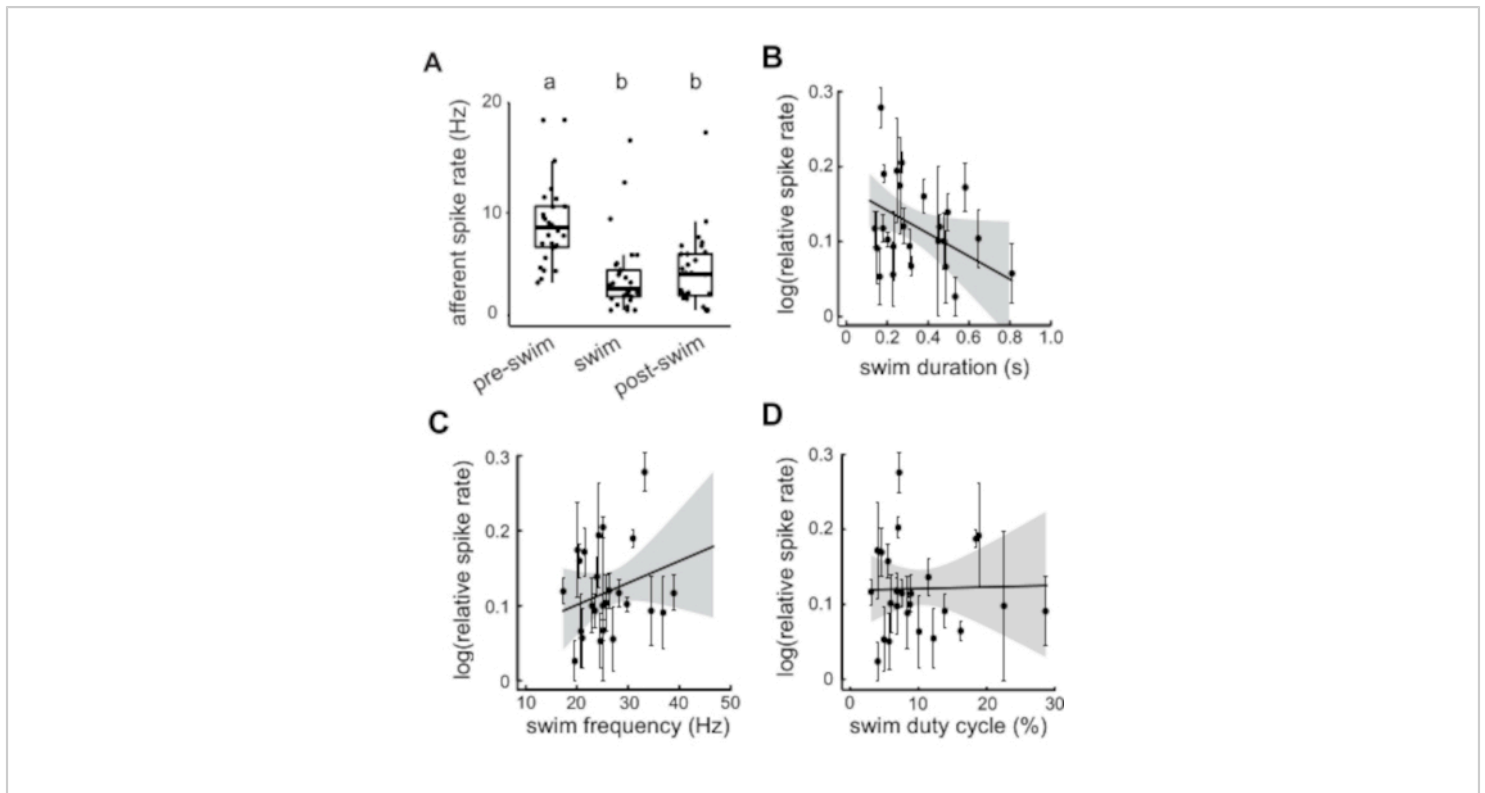 A
a b b
afferent spike rate (Hz)
20
10
0
pre-swim
swim
post-swim
B
log(relative spike rate)
0.3
0.2
0.1
0
0 0.2 0.4 0.6 0.8 1.0
swim duration (s)
C
log(relative spike rate)
0.3
0.2
0.1
0
10 20 30 40 50
swim frequency (Hz)
D
log(relative spike rate)
0.3
0.2
0.1
0
0 10 20 30
swim duty cycle (%)